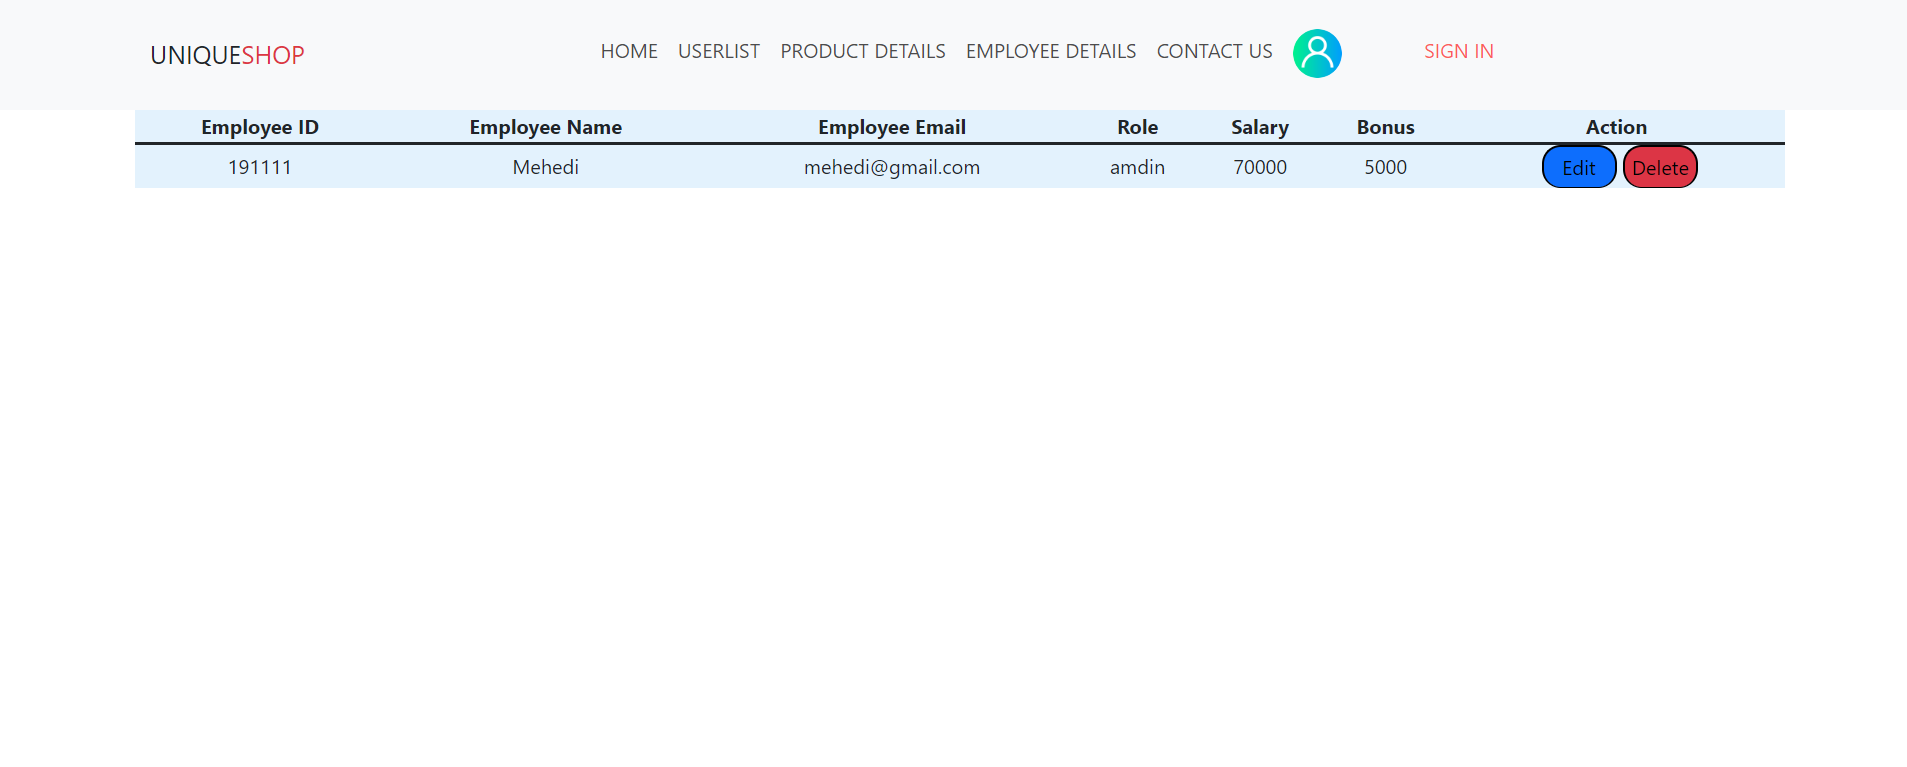 UNIQUESHOP HOME USERLIST PRODUCT DETAILS EMPLOYEE DETAILS CONTACT US SIGN IN
Employee ID Employee Name Employee Email Role Salary Bonus Action
191111 Mehedi mehedi@gmail.com amdin 70000 5000 Edit Delete